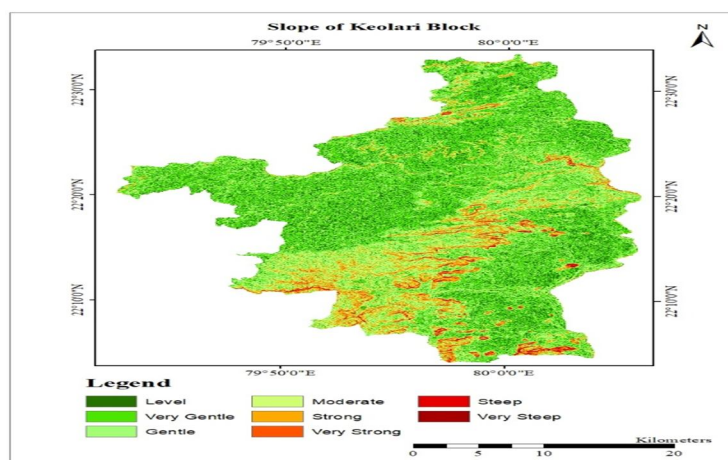 Slope of Keolari Block
N
79°50'0"E 80°0'0"E
22°30'0"N 22°30'0"N
22°20'0"N 22°20'0"N
22°10'0"N 22°10'0"N
79°50'0"E 80°0'0"E
Legend
Level Moderate Steep
Very Gentle Strong Very Steep
Gentle Very Strong
Kilometers
0 5 10 20